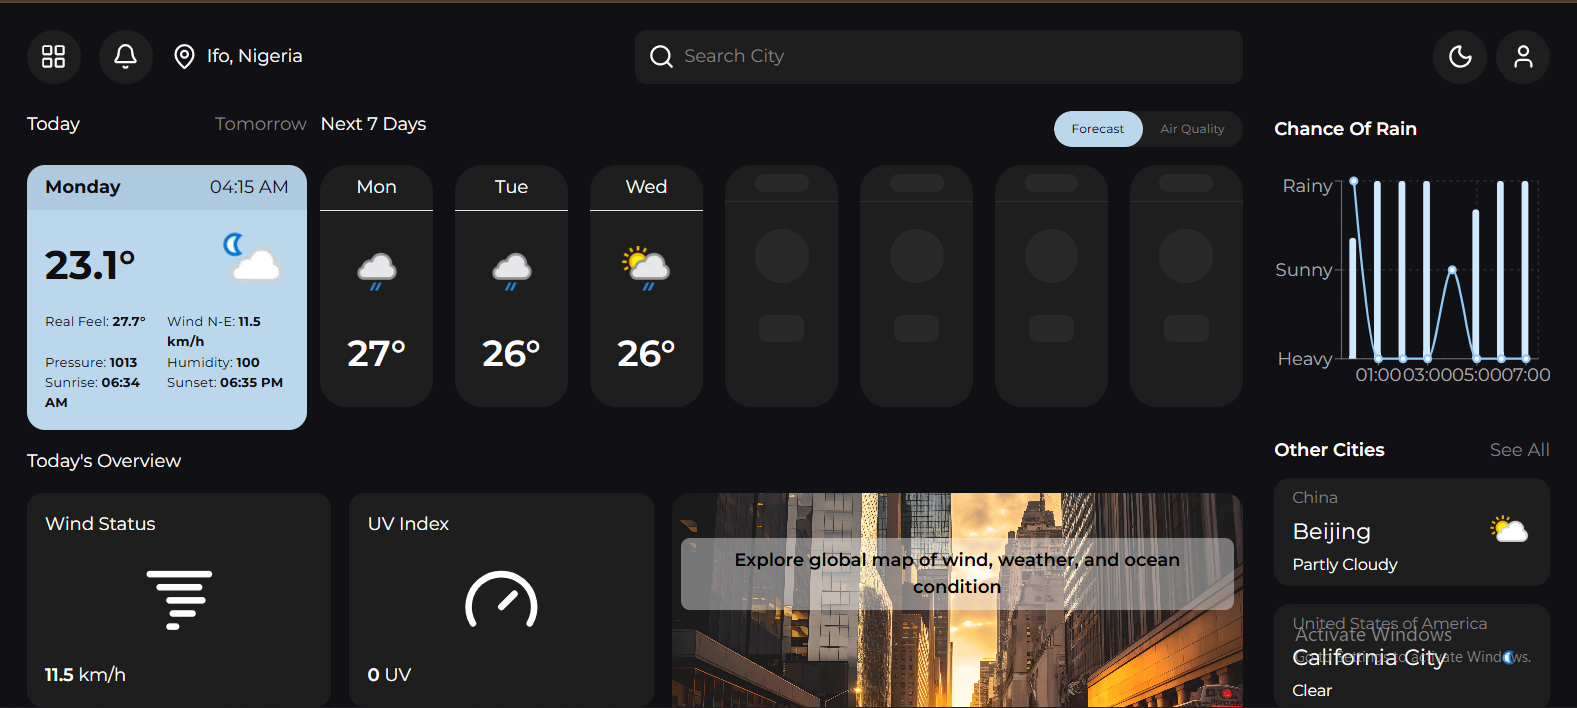 Ifo, Nigeria
Search City
Today
Tomorrow
Next 7 Days
Forecast
Air Quality
Chance Of Rain
Monday
04:15 AM
23.1°
Real Feel: 27.7°
Wind N-E: 11.5
km/h
Pressure: 1013
Humidity: 100
Sunrise: 06:34
AM
Sunset: 06:35 PM
Mon
27°
Tue
26°
Wed
26°
Rainy
Sunny
Heavy
01:00
03:00
05:00
07:00
Today's Overview
Wind Status
11.5 km/h
UV Index
0 UV
Explore global map of wind, weather, and ocean
condition
Other Cities
See All
China
Beijing
Partly Cloudy
United States of America
Activate Windows
California City
Go to Settings to activate Windows.
Clear